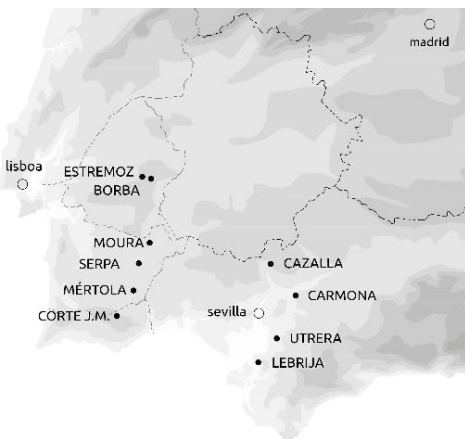 madrid
lisboa
ESTREMOZ
BORBA
MOURA
SERPA
CAZALLA
MÉRTOLA
CARMONA
CORTE J.M.
sevilla
UTRERA
LEBRIJA